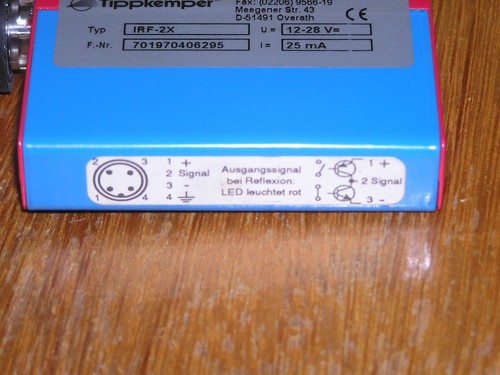 Tippkemper
Fax: (02206) 9566-19
Meegener Str. 43
D-51491 Overath
CE
Typ IRF-2X U = 12-28 V=
F.-Nr. 701970406295 I = 25 mA
2 3
1 4
1 +
2 Signal
3 -
4
Ausgangssignal
bei Reflexion:
LED leuchtet rot
1 +
2 Signal
3 -